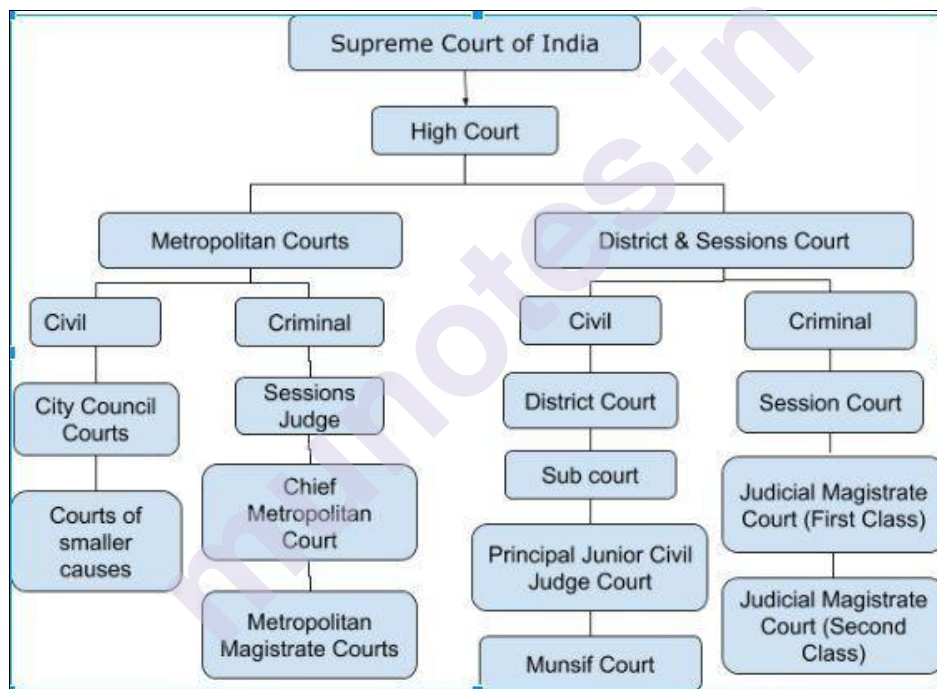 Supreme Court of India
High Court
Metropolitan Courts
District & Sessions Court
Civil
Criminal
Civil
Criminal
City Council
Courts
Sessions
Judge
District Court
Session Court
Sub court
Courts of
smaller
causes
Chief
Metropolitan
Court
Judicial Magistrate
Court (First Class)
Principal Junior Civil
Judge Court
Metropolitan
Magistrate Courts
Judicial Magistrate
Court (Second
Class)
Munsif Court
munotes.in